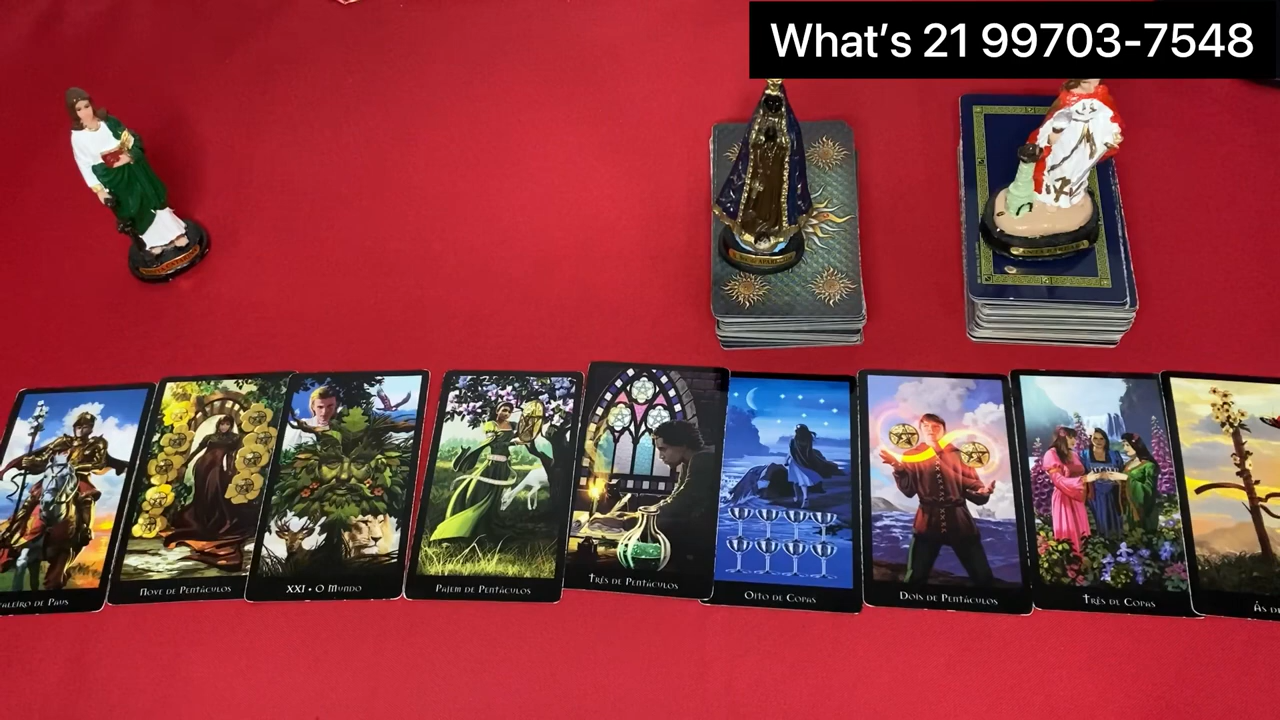 What's 21 99703-7548
Nove de Pentáculos
XXI • O Mundo
Pajem de Pentáculos
Três de Pentáculos
Oito de Copas
Dois de Pentáculos
Três de Copas
Ás